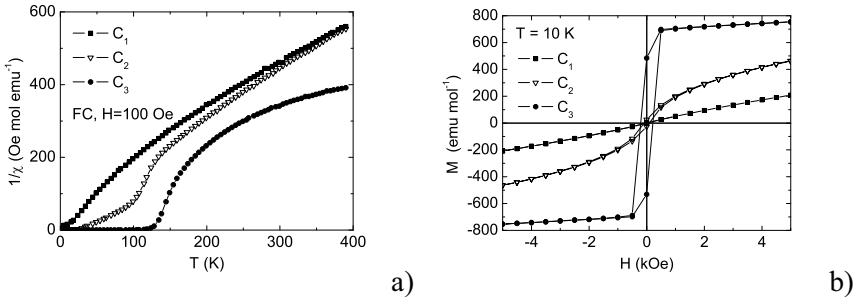 600
400
200
0
1/χ (Oe mol emu⁻¹)
C₁
C₂
C₃
FC, H=100 Oe
0 100 200 300 400
T (K)
a)
800
600
400
200
0
-200
-400
-600
-800
M (emu mol⁻¹)
T = 10 K
C₁
C₂
C₃
-4 -2 0 2 4
H (kOe)
b)